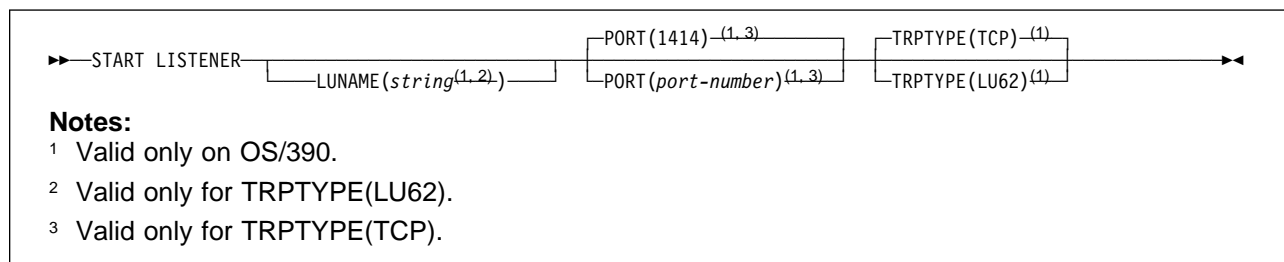 PORT(1414) (1, 3) TRPTYPE(TCP) (1)
START LISTENER
LUNAME(string(1, 2)) PORT(port-number)(1, 3) TRPTYPE(LU62)(1)
Notes:
1 Valid only on OS/390.
2 Valid only for TRPTYPE(LU62).
3 Valid only for TRPTYPE(TCP).